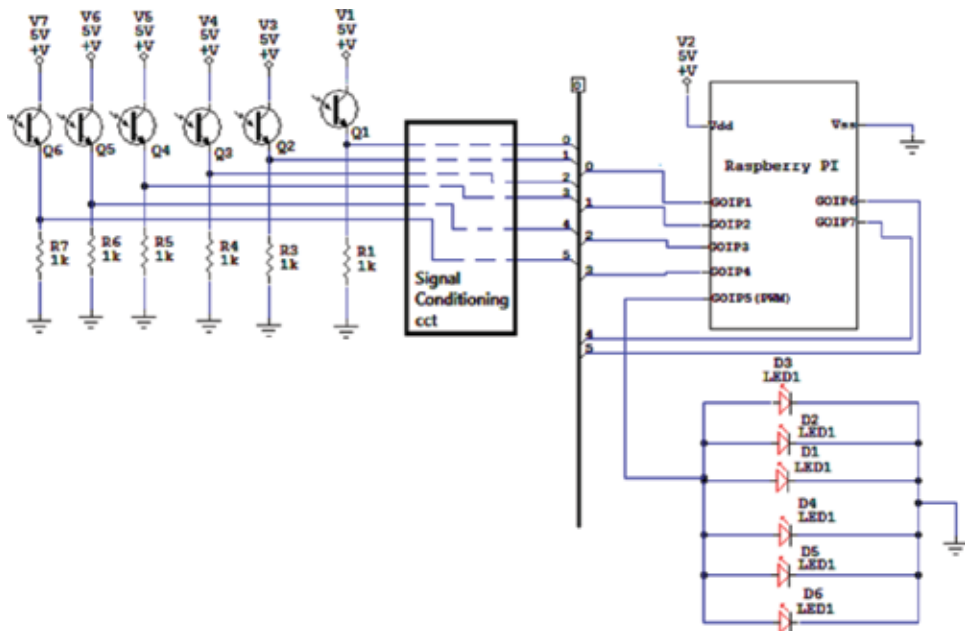 V7 V6 V5 V4 V3 V1
5V 5V 5V 5V 5V 5V
+V +V +V +V +V +V
V2
5V
+V
0
Q6 Q5 Q4 Q3 Q2 Q1
Vdd
Vss
Raspberry PI
0
1
2
3
4
5
0
1
2
3
4
5
GOIP1
GOIP2
GOIP3
GOIP4
GOIP5(PWM)
GOIP6
GOIP7
R7 R6 R5 R4 R3 R1
1k 1k 1k 1k 1k 1k
Signal
Conditioning
cct
D3
LED1
D2
LED1
D1
LED1
D4
LED1
D5
LED1
D6
LED1